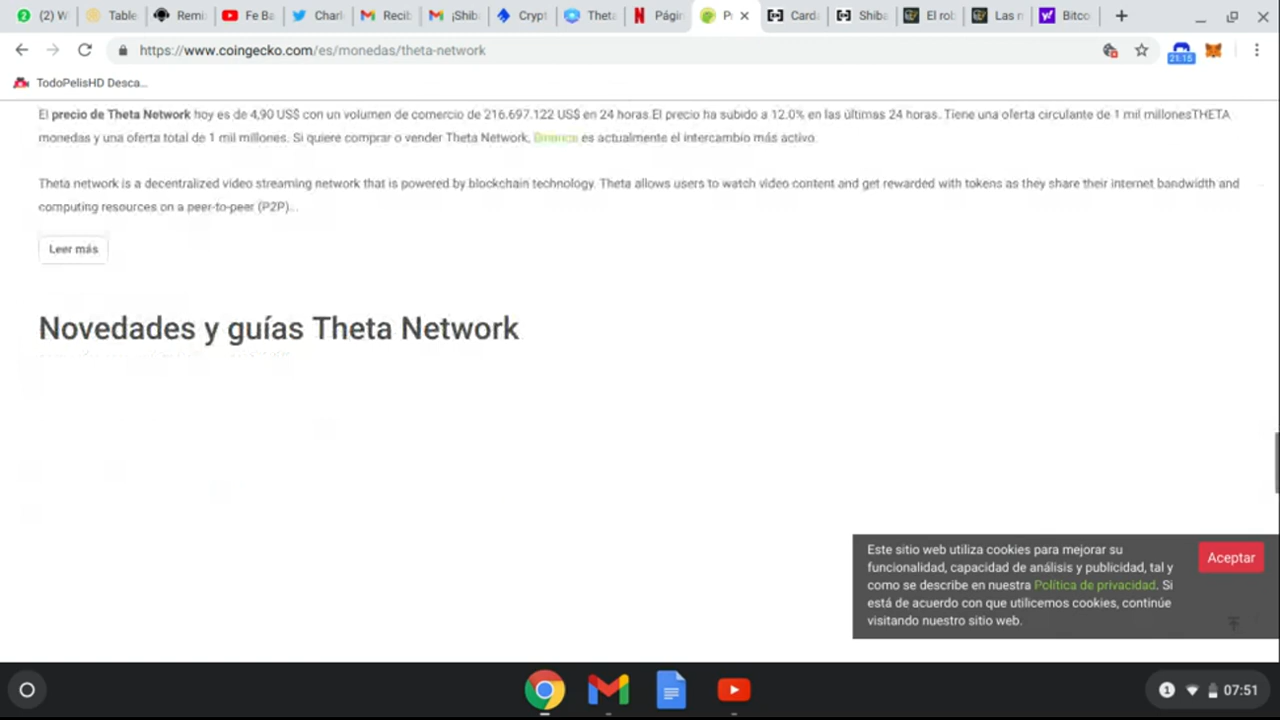 (2) W
Table
Remi
Fe Ba
Charl
Recib
¡Shib
Crypt
Theta
Págin
Carda
Shiba
El rob
Las n
Bitco
https://www.coingecko.com/es/monedas/theta-network
21:15
TodoPelisHD Desca...
El precio de Theta Network hoy es de 4,90 US$ con un volumen de comercio de 216.697.122 US$ en 24 horas.El precio ha subido a 12.0% en las últimas 24 horas. Tiene una oferta circulante de 1 mil millonesTHETA
monedas y una oferta total de 1 mil millones. Si quiere comprar o vender Theta Network, Binance es actualmente el intercambio más activo.
Theta network is a decentralized video streaming network that is powered by blockchain technology. Theta allows users to watch video content and get rewarded with tokens as they share their internet bandwidth and
computing resources on a peer-to-peer (P2P)...
Leer más
Novedades y guías Theta Network
Este sitio web utiliza cookies para mejorar su
funcionalidad, capacidad de análisis y publicidad, tal y
como se describe en nuestra Política de privacidad. Si
está de acuerdo con que utilicemos cookies, continúe
visitando nuestro sitio web.
Aceptar
1
07:51